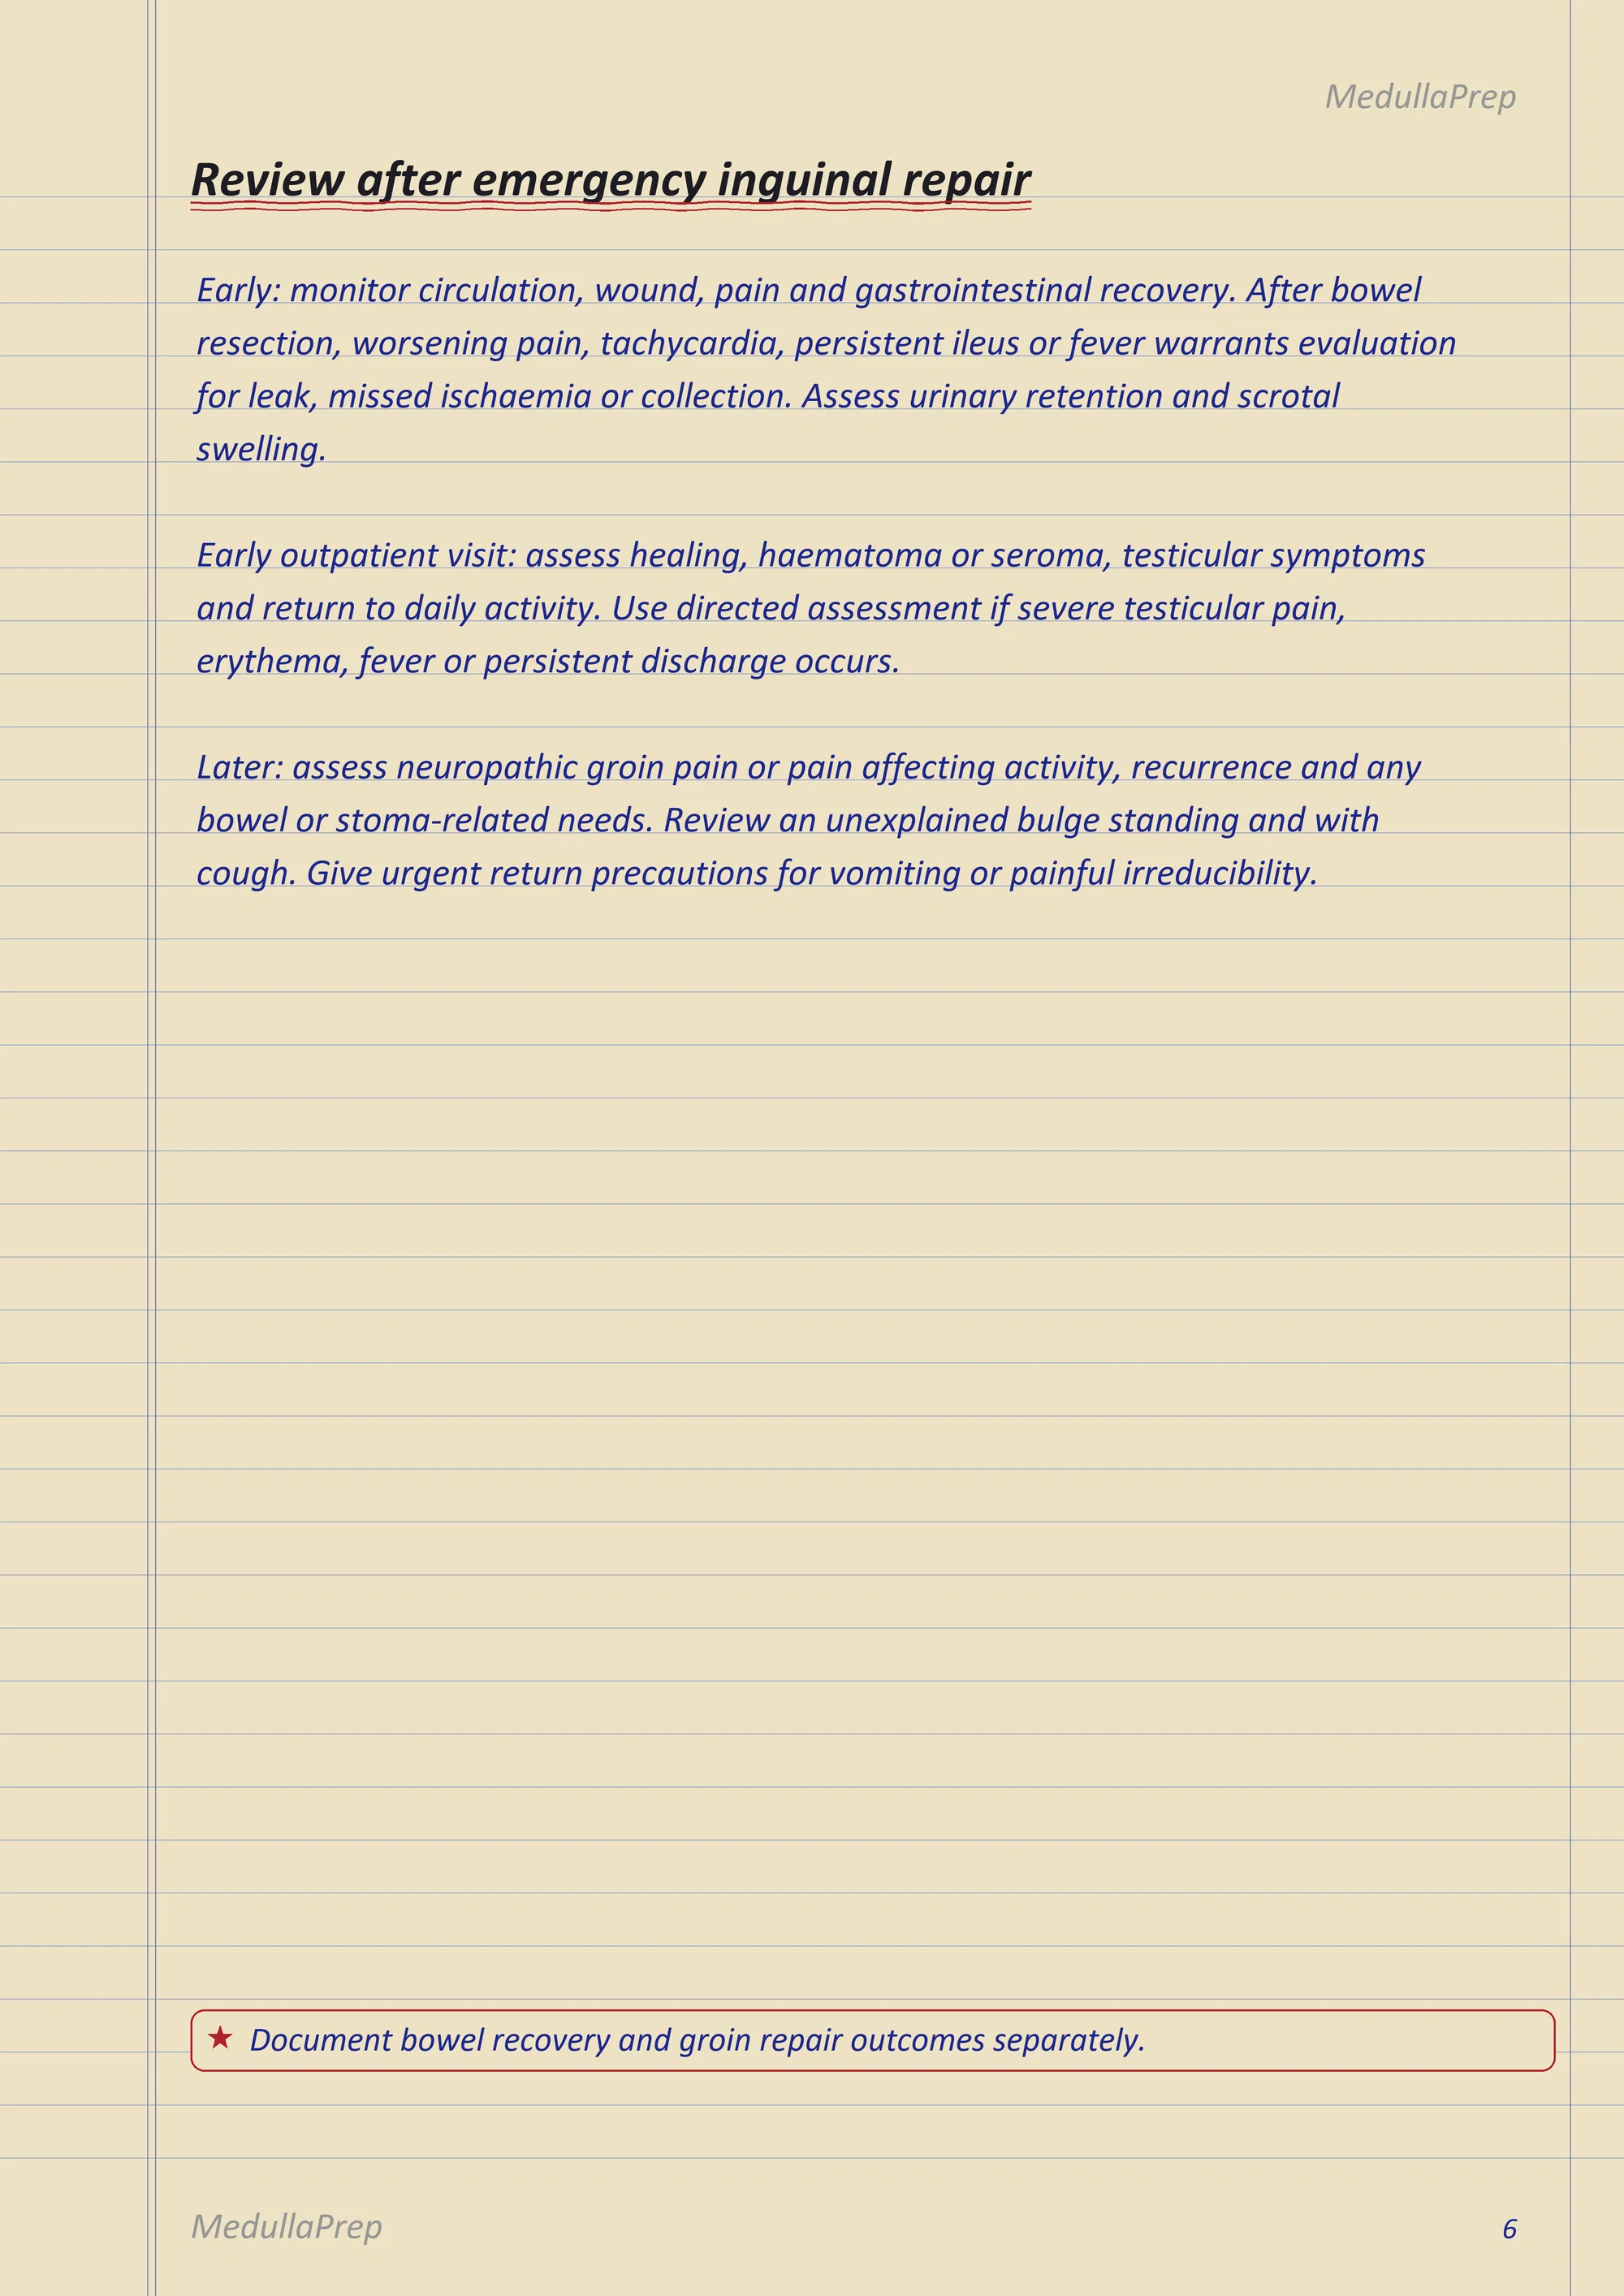 MedullaPrep
Review after emergency inguinal repair
Early: monitor circulation, wound, pain and gastrointestinal recovery. After bowel
resection, worsening pain, tachycardia, persistent ileus or fever warrants evaluation
for leak, missed ischaemia or collection. Assess urinary retention and scrotal
swelling.
Early outpatient visit: assess healing, haematoma or seroma, testicular symptoms
and return to daily activity. Use directed assessment if severe testicular pain,
erythema, fever or persistent discharge occurs.
Later: assess neuropathic groin pain or pain affecting activity, recurrence and any
bowel or stoma-related needs. Review an unexplained bulge standing and with
cough. Give urgent return precautions for vomiting or painful irreducibility.
★ Document bowel recovery and groin repair outcomes separately.
MedullaPrep
6